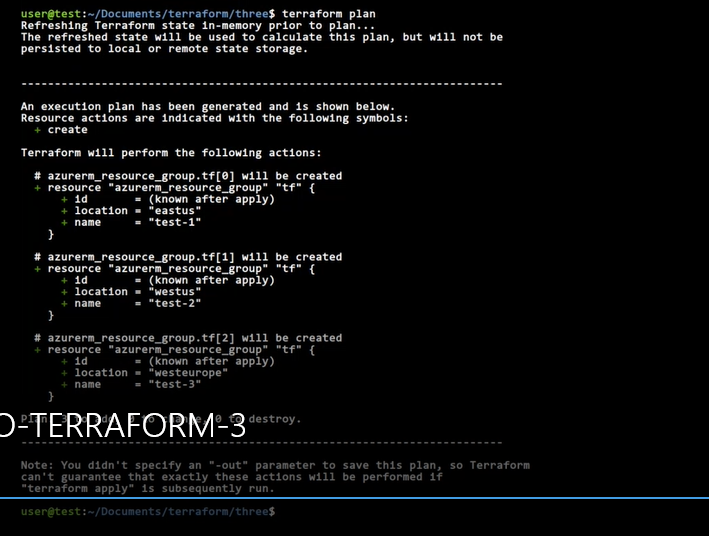 user@test:~/Documents/terraform/three$ terraform plan
Refreshing Terraform state in-memory prior to plan...
The refreshed state will be used to calculate this plan, but will not be
persisted to local or remote state storage.
------------------------------------------------------------------------
An execution plan has been generated and is shown below.
Resource actions are indicated with the following symbols:
+ create
Terraform will perform the following actions:
# azurerm_resource_group.tf[0] will be created
+ resource "azurerm_resource_group" "tf" {
+ id       = (known after apply)
+ location = "eastus"
+ name     = "test-1"
}
# azurerm_resource_group.tf[1] will be created
+ resource "azurerm_resource_group" "tf" {
+ id       = (known after apply)
+ location = "westus"
+ name     = "test-2"
}
# azurerm_resource_group.tf[2] will be created
+ resource "azurerm_resource_group" "tf" {
+ id       = (known after apply)
+ location = "westeurope"
+ name     = "test-3"
}
Plan: 3 to add, 0 to change, 0 to destroy.
O-TERRAFORM-3
------------------------------------------------------------------------
Note: You didn't specify an "-out" parameter to save this plan, so Terraform
can't guarantee that exactly these actions will be performed if
"terraform apply" is subsequently run.
user@test:~/Documents/terraform/three$